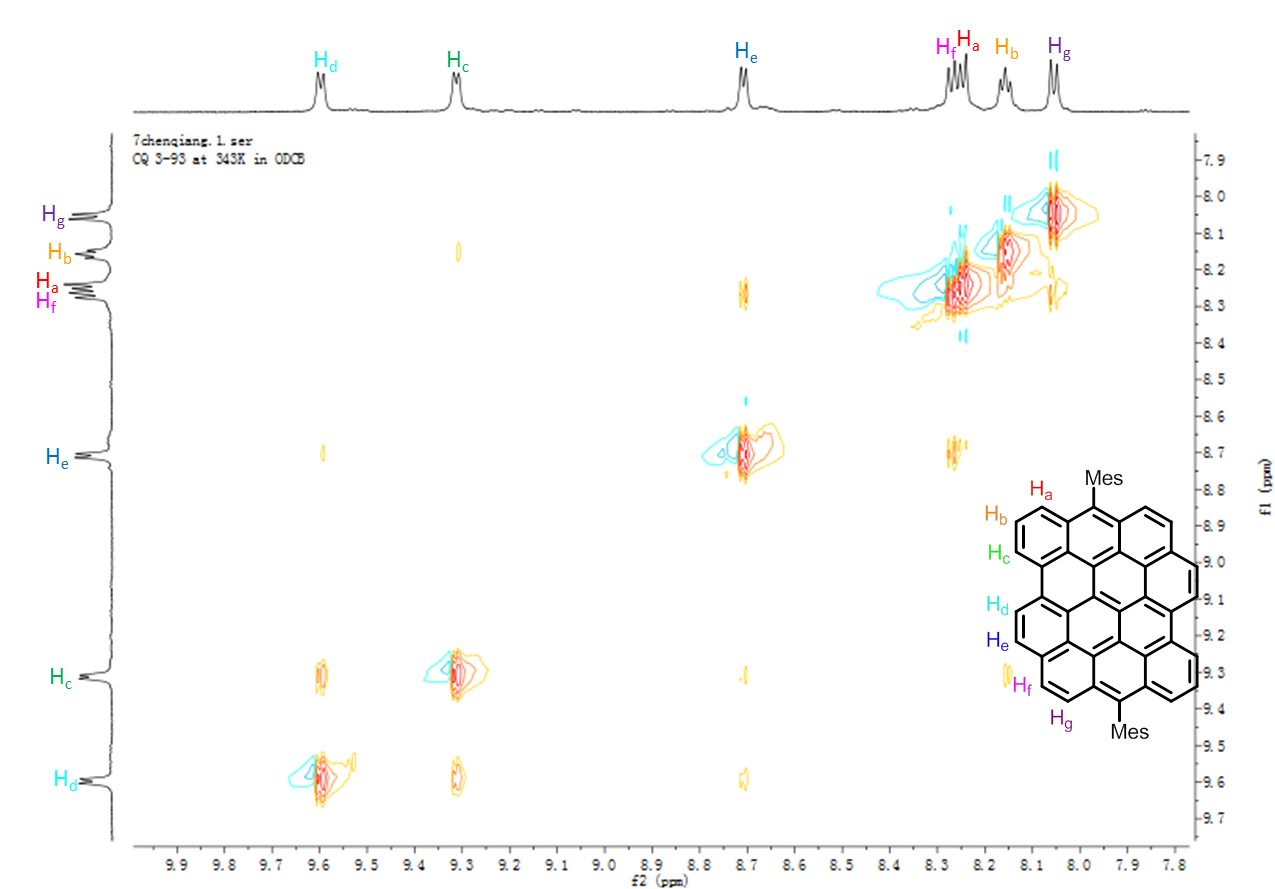 Hd Hc He Hf Ha Hb Hg
7chenqiang.1.ser
CQ 3-93 at 343K in ODCB
Hg
Hb
Ha
Hf
He
Hc
Hd
7.9
8.0
8.1
8.2
8.3
8.4
8.5
8.6
8.7
8.8
8.9
9.0
9.1
9.2
9.3
9.4
9.5
9.6
9.7
f1 (ppm)
Mes
Ha
Hb
Hc
Hd
He
Hf
Hg
Mes
9.9 9.8 9.7 9.6 9.5 9.4 9.3 9.2 9.1 9.0 8.9 8.8 8.7 8.6 8.5 8.4 8.3 8.2 8.1 8.0 7.9 7.8
f2 (ppm)